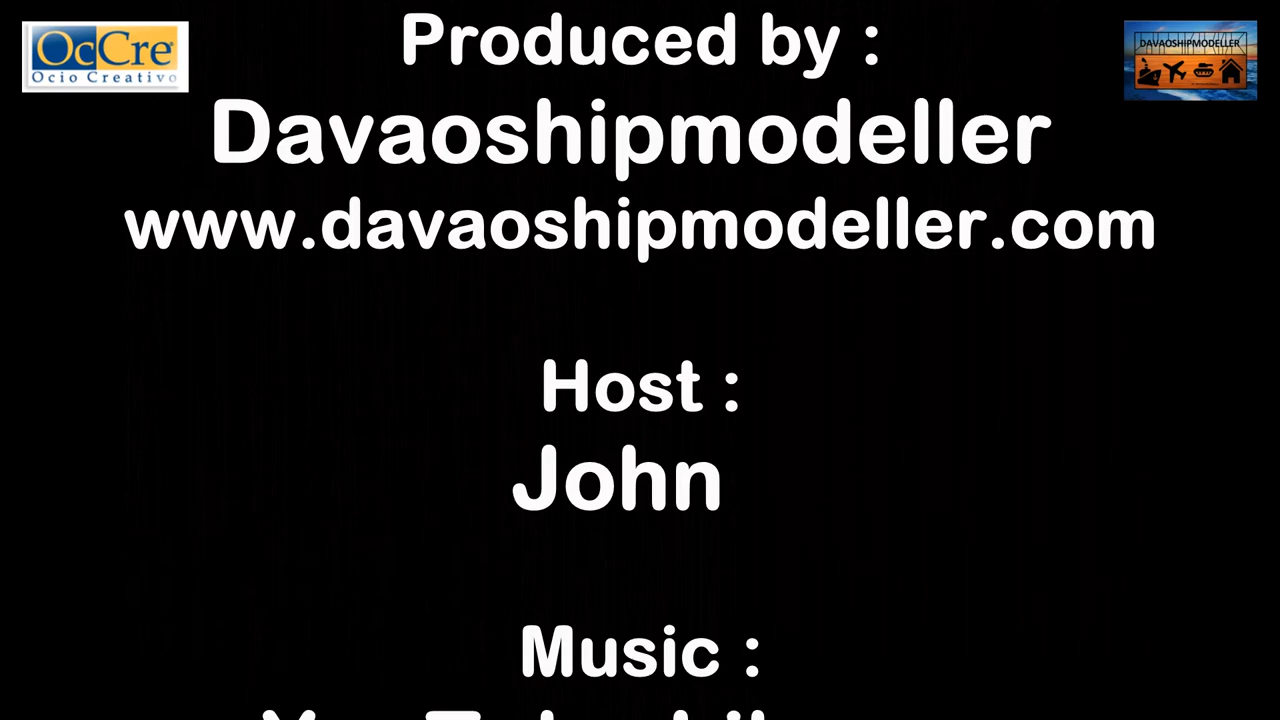 OcCre
Ocio Creativo
DAVAOSHIPMODELLER
Produced by :
Davaoshipmodeller
www.davaoshipmodeller.com
Host :
John
Music :